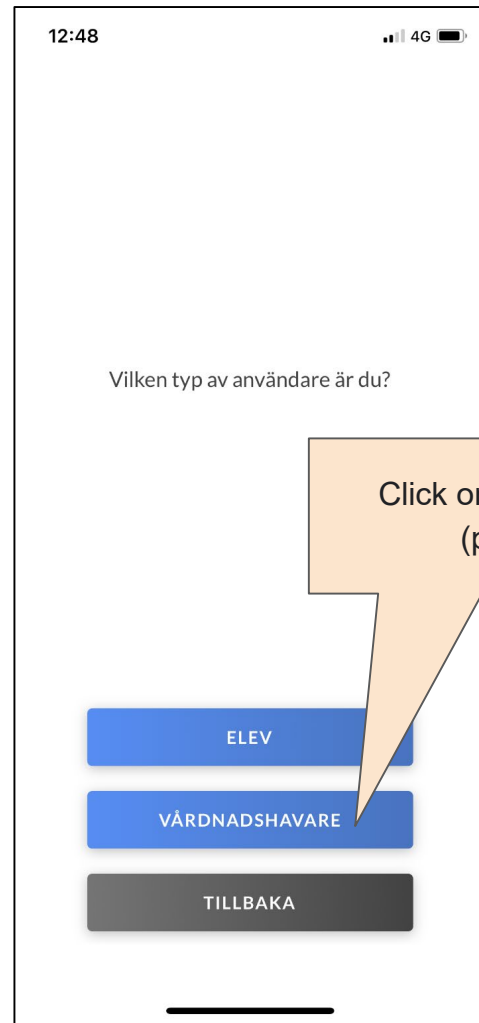 12:48 4G
Vilken typ av användare är du?
Click
ELEV
VÅRDNADSHAVARE
TILLBAKA